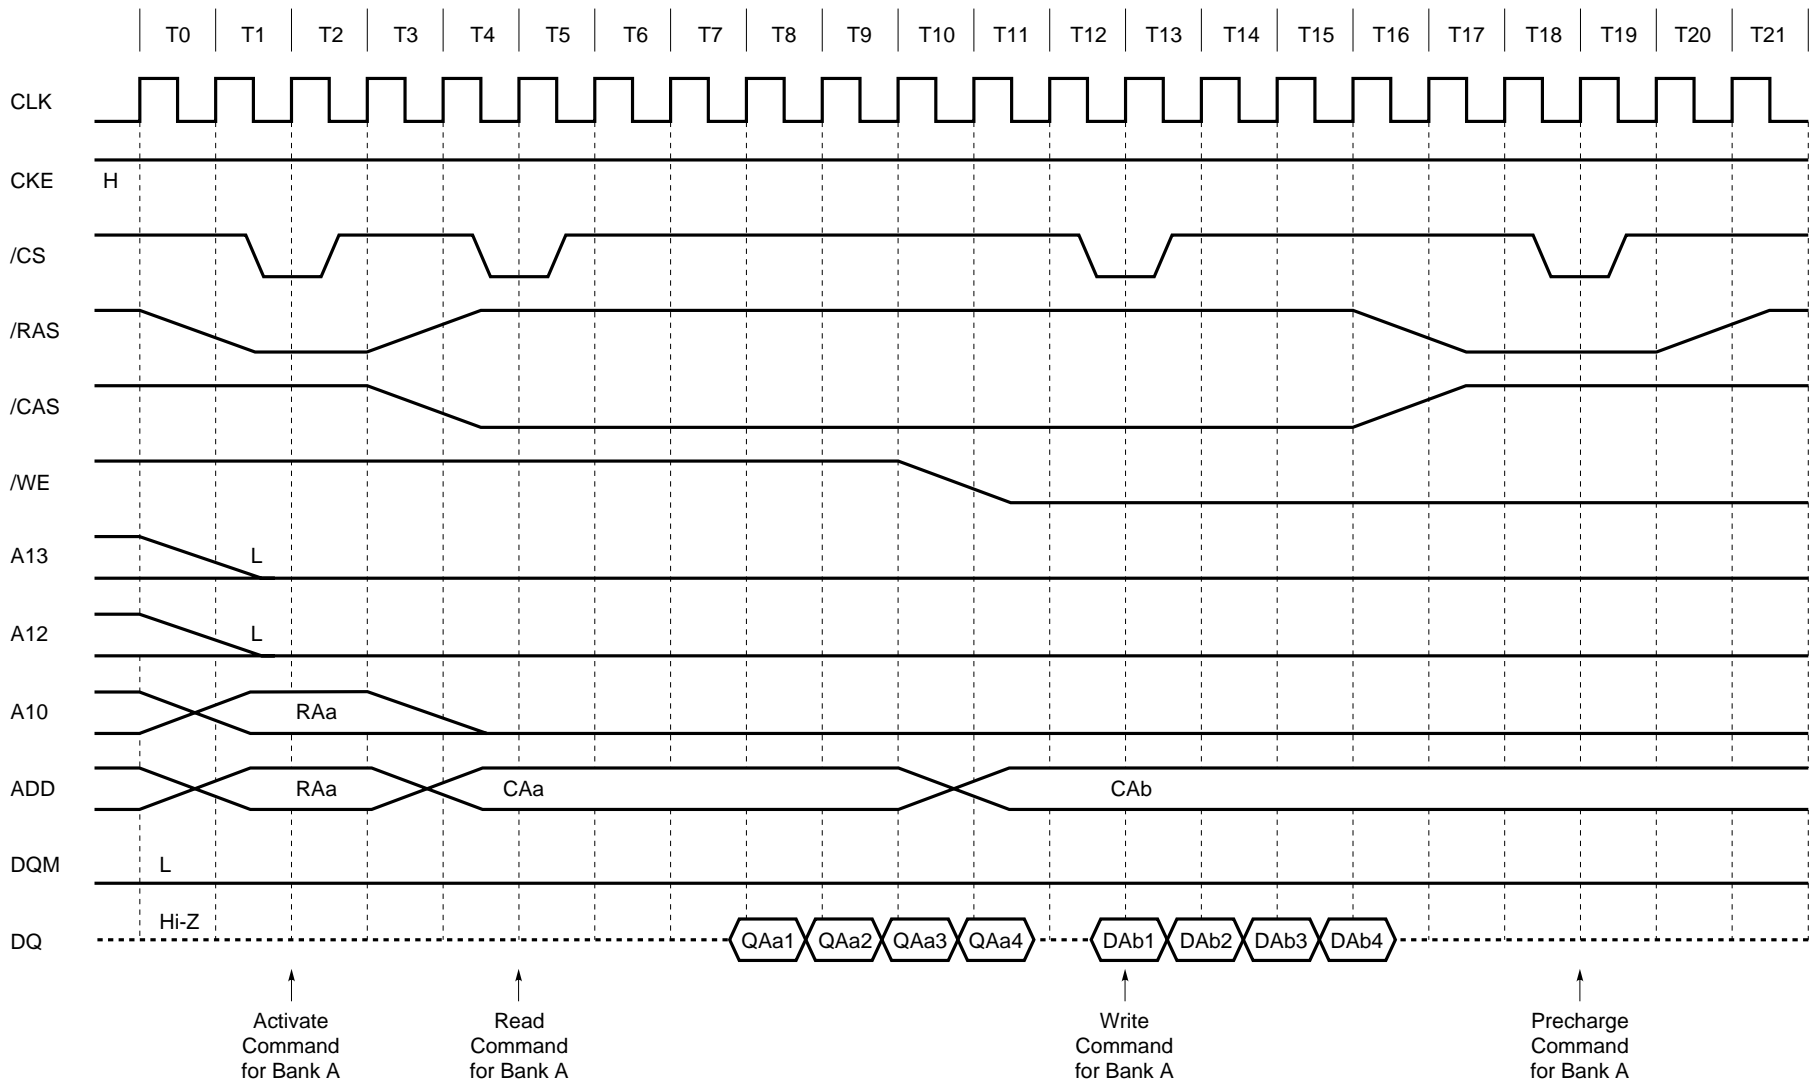 T0 T1 T2 T3 T4 T5 T6 T7 T8 T9 T10 T11 T12 T13 T14 T15 T16 T17 T18 T19 T20 T21
CLK
CKE H
/CS
/RAS
/CAS
/WE
A13 L
A12 L
A10 RAa
ADD RAa CAa CAb
DQM L
Hi-Z
DQ QAa1 QAa2 QAa3 QAa4 DAb1 DAb2 DAb3 DAb4
Activate
Command
for Bank A
Read
Command
for Bank A
Write
Command
for Bank A
Precharge
Command
for Bank A